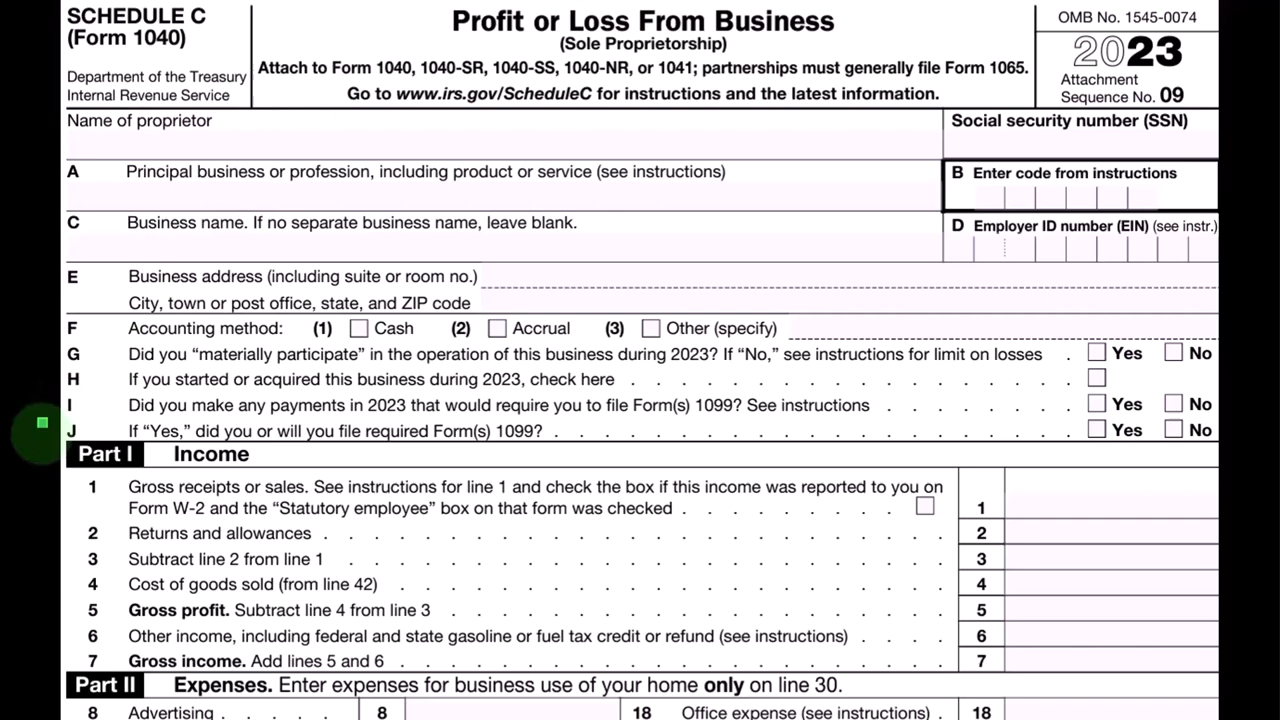 SCHEDULE C
(Form 1040)
Department of the Treasury
Internal Revenue Service
Profit or Loss From Business
(Sole Proprietorship)
Attach to Form 1040, 1040-SR, 1040-SS, 1040-NR, or 1041; partnerships must generally file Form 1065.
Go to www.irs.gov/ScheduleC for instructions and the latest information.
OMB No. 1545-0074
2023
Attachment
Sequence No. 09
Name of proprietor
Social security number (SSN)
A Principal business or profession, including product or service (see instructions)
B Enter code from instructions
C Business name. If no separate business name, leave blank.
D Employer ID number (EIN) (see instr.)
E Business address (including suite or room no.)
City, town or post office, state, and ZIP code
F Accounting method: (1) Cash (2) Accrual (3) Other (specify)
G Did you “materially participate” in the operation of this business during 2023? If “No,” see instructions for limit on losses . Yes No
H If you started or acquired this business during 2023, check here . . . . . . . . . . . . . . . . . .
I Did you make any payments in 2023 that would require you to file Form(s) 1099? See instructions . . . . . . . . Yes No
J If “Yes,” did you or will you file required Form(s) 1099? . . . . . . . . . . . . . . . . . . . . . Yes No
Part I Income
1 Gross receipts or sales. See instructions for line 1 and check the box if this income was reported to you on
Form W-2 and the “Statutory employee” box on that form was checked . . . . . . . . . 1
2 Returns and allowances . . . . . . . . . . . . . . . . . . . . . . . . . 2
3 Subtract line 2 from line 1 . . . . . . . . . . . . . . . . . . . . . . . . 3
4 Cost of goods sold (from line 42) . . . . . . . . . . . . . . . . . . . . . . 4
5 Gross profit. Subtract line 4 from line 3 . . . . . . . . . . . . . . . . . . . . 5
6 Other income, including federal and state gasoline or fuel tax credit or refund (see instructions) . . . . 6
7 Gross income. Add lines 5 and 6 . . . . . . . . . . . . . . . . . . . . . . 7
Part II Expenses. Enter expenses for business use of your home only on line 30.
8 Advertising . . . . . 8
18 Office expense (see instructions) . 18